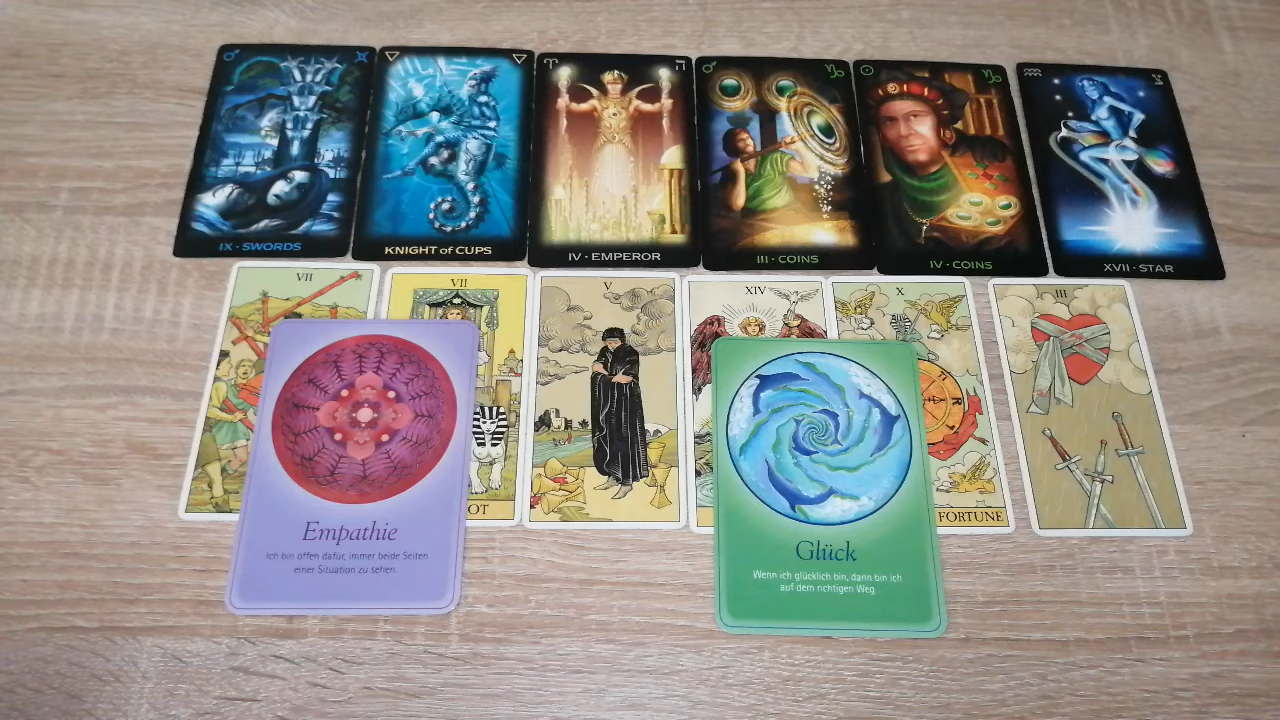 IX · SWORDS
KNIGHT of CUPS
IV · EMPEROR
III · COINS
IV · COINS
XVII · STAR
VII
VII
V
XIV
X
III
OT
FORTUNE
Empathie
Ich bin offen dafür, immer beide Seiten
einer Situation zu sehen.
Glück
Wenn ich glücklich bin, dann bin ich
auf dem richtigen Weg.